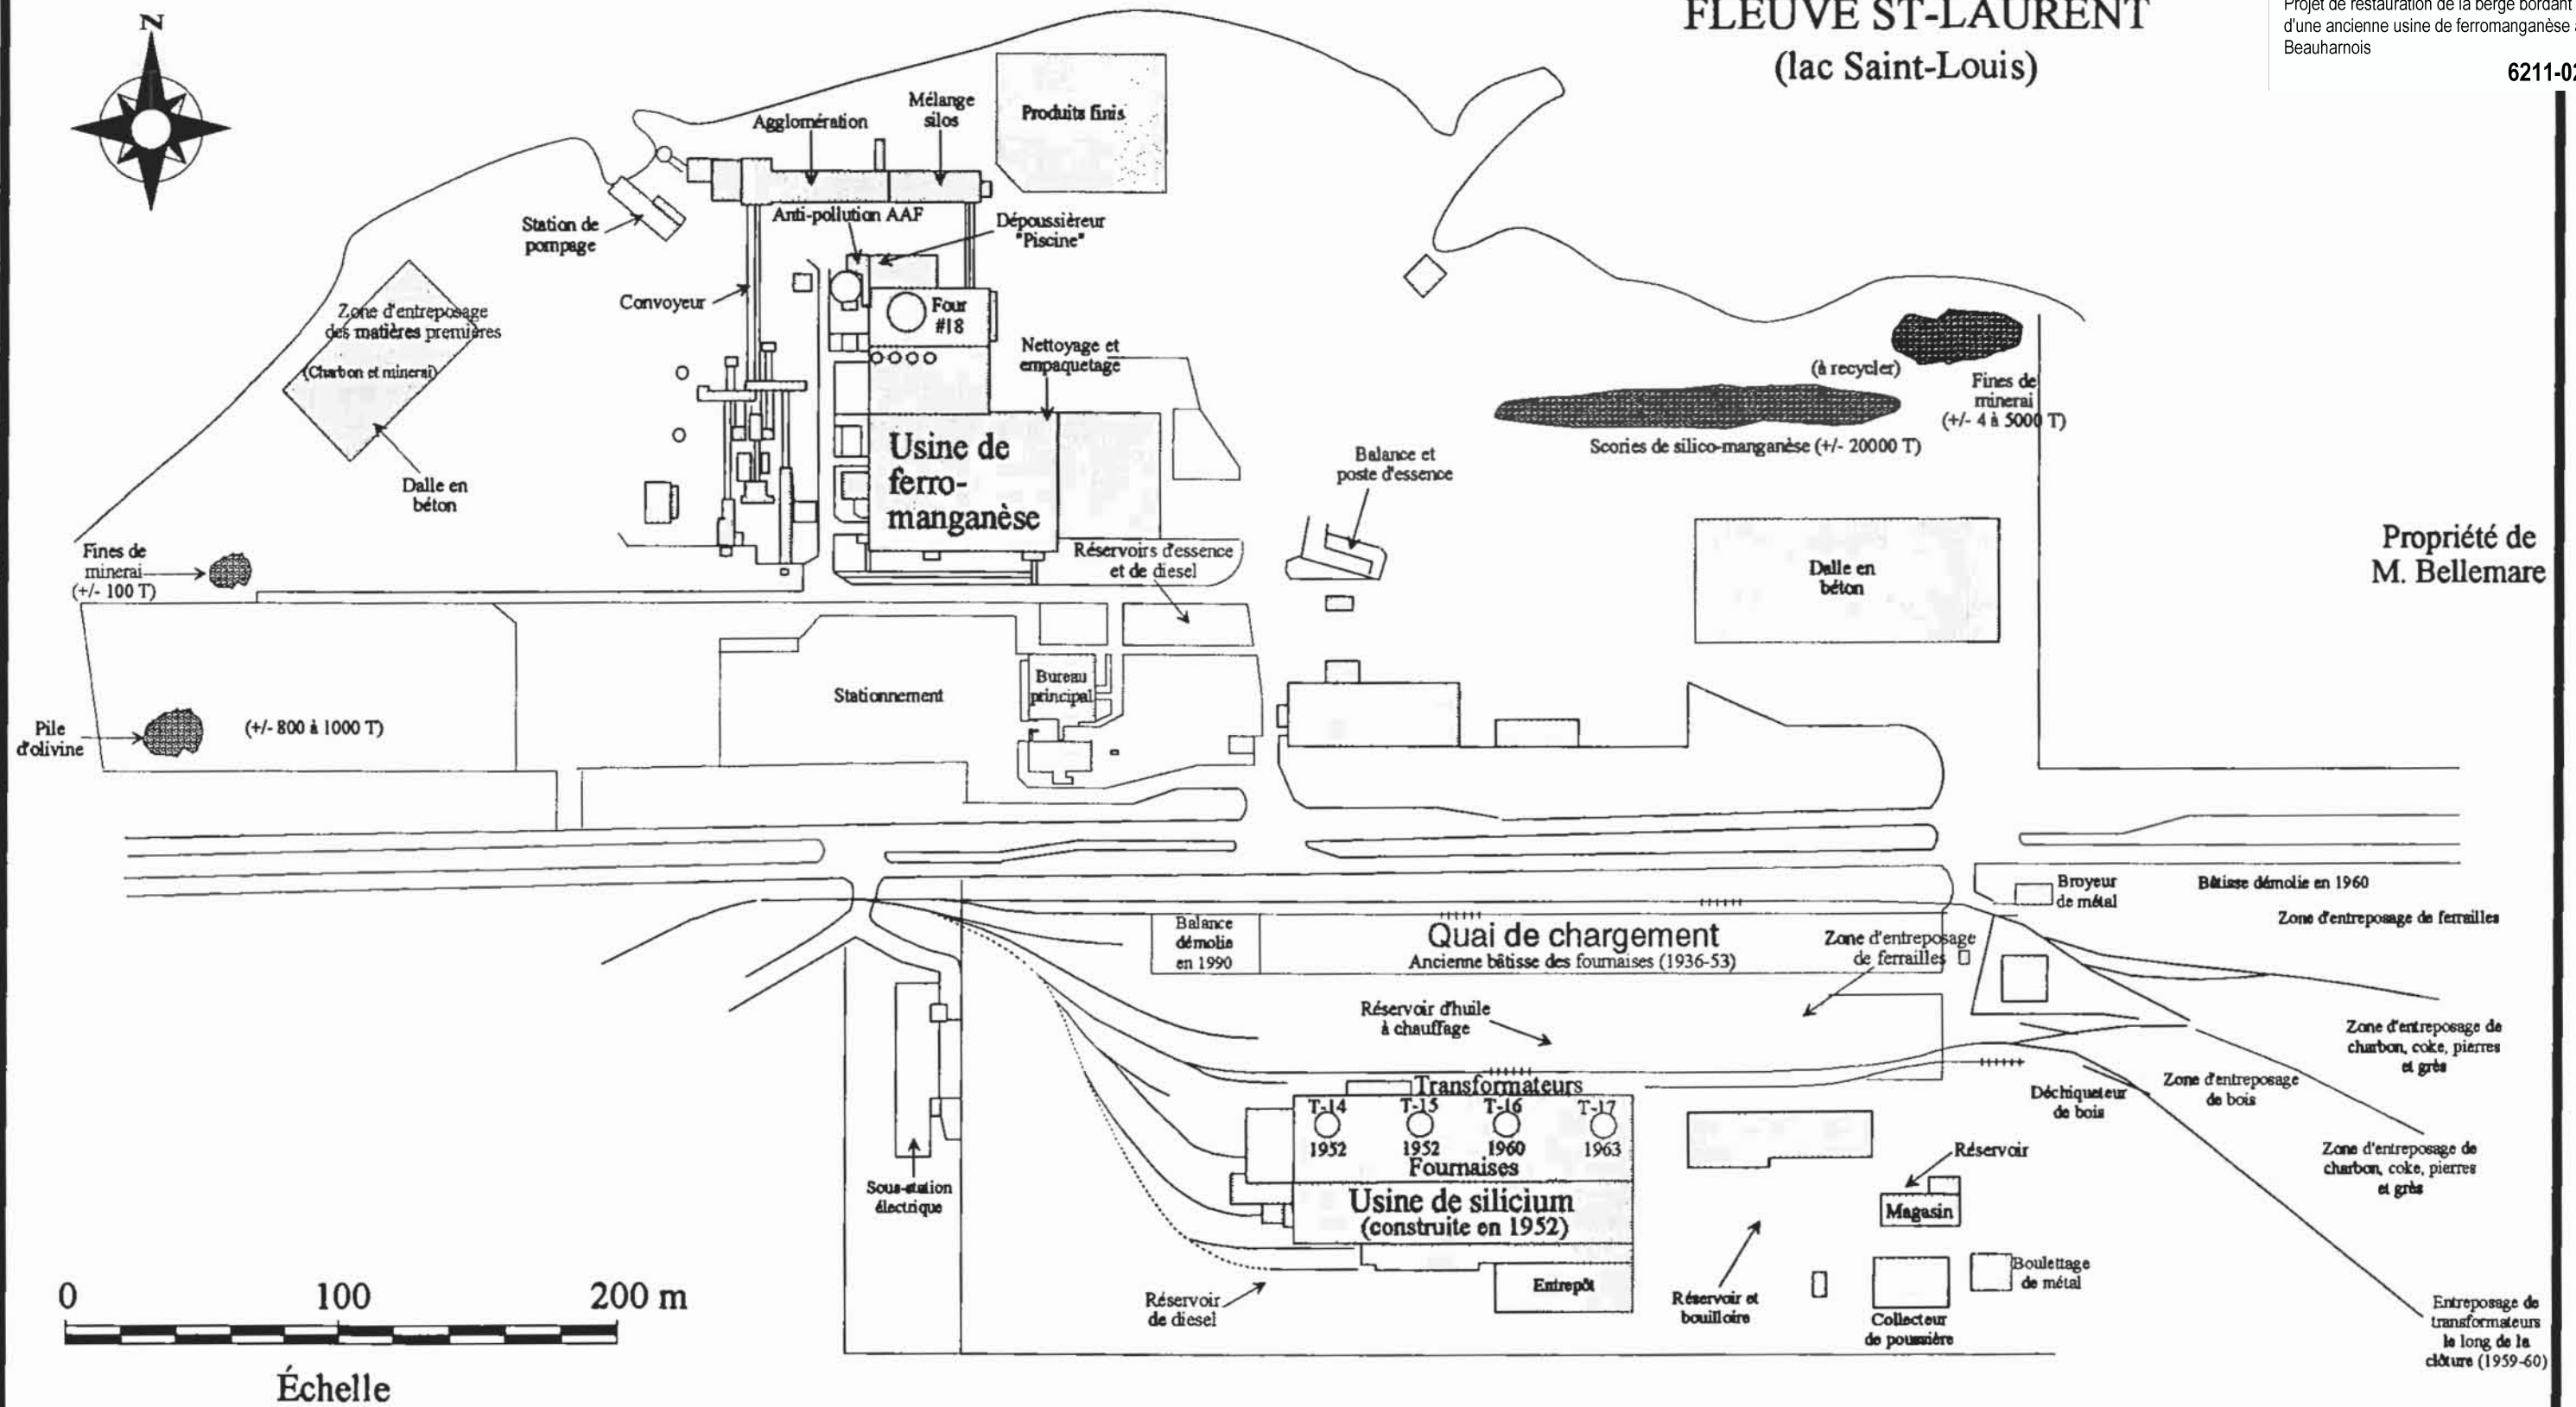 N
FLEUVE ST-LAURENT
(lac Saint-Louis)
Projet de restauration de la berge bordant
d'une ancienne usine de ferromanganèse
Beauharnois
6211-02
Produits finis
Mélange
silos
Agglomération
Anti-pollution AAF
Dépoussièreur
"Piscine"
Station de
pompage
Convoyeur
Four
#18
Zone d'entreposage
des matières premières
(Charbon et minerai)
Dalle en
béton
Nettoyage et
empaquetage
Usine de
ferro-
manganèse
(à recycler)
Fines de
minerai
(+/- 4 à 5000 T)
Scories de silico-manganèse (+/- 20000 T)
Balance et
poste d'essence
Propriété de
M. Bellemare
Fines de
minerai
(+/- 100 T)
Réservoirs d'essence
et de diesel
Dalle en
béton
Stationnement
Bureau
principal
Pile
d'olivine
(+/- 800 à 1000 T)
Broyeur
de métal
Bâtisse démolie en 1960
Zone d'entreposage de ferrailles
Balance
démolie
en 1990
Quai de chargement
Ancienne bâtisse des fournaises (1936-53)
Zone d'entreposage
de ferrailles
Réservoir d'huile
à chauffage
Zone d'entreposage de
charbon, coke, pierres
et grès
Transformateurs
T-14 T-15 T-16 T-17
1952 1952 1960 1963
Fournaises
Usine de silicium
(construite en 1952)
Entrepôt
Déchiqueteur
de bois
Zone d'entreposage
de bois
Zone d'entreposage de
charbon, coke, pierres
et grès
Réservoir
Magasin
Sous-station
électrique
Boulettage
de métal
Réservoir
de diesel
Réservoir et
bouilloire
Collecteur
de poussière
Entreposage de
transformateurs
le long de la
clôture (1959-60)
0 100 200 m
Échelle